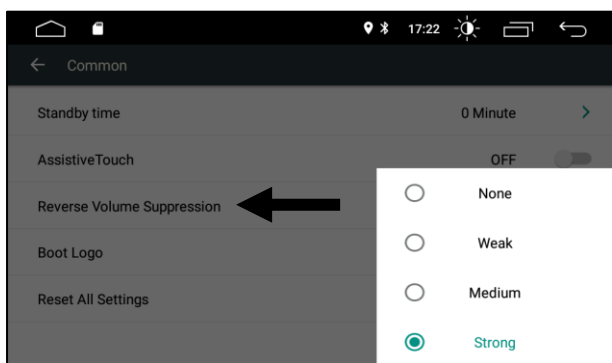 17:22
Common
Standby time 0 Minute
AssistiveTouch OFF
Reverse Volume Suppression
None
Weak
Boot Logo
Medium
Reset All Settings
Strong